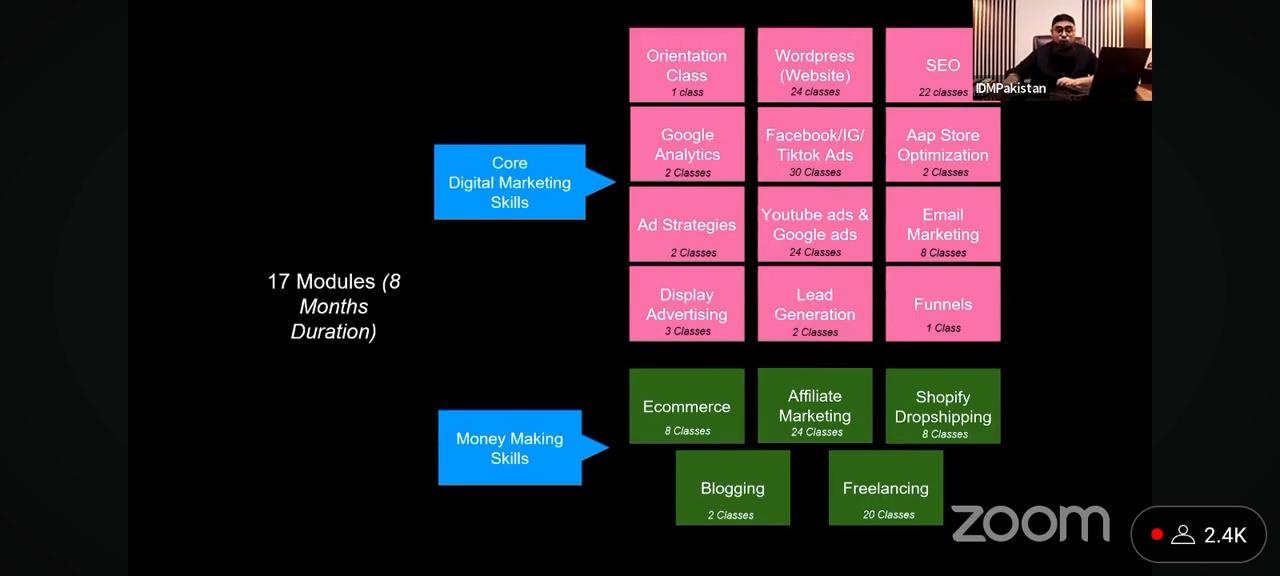 Orientation
Class
1 class
Wordpress
(Website)
24 classes
SEO
22 classes
IDMPakistan
Core
Digital Marketing
Skills
Google
Analytics
2 Classes
Facebook/IG/
Tiktok Ads
30 Classes
Aap Store
Optimization
2 Classes
Ad Strategies
2 Classes
Youtube ads &
Google ads
24 Classes
Email
Marketing
8 Classes
17 Modules (8
Months
Duration)
Display
Advertising
3 Classes
Lead
Generation
2 Classes
Funnels
1 Class
Money Making
Skills
Ecommerce
8 Classes
Affiliate
Marketing
24 Classes
Shopify
Dropshipping
8 Classes
Blogging
2 Classes
Freelancing
20 Classes
zoom
2.4K